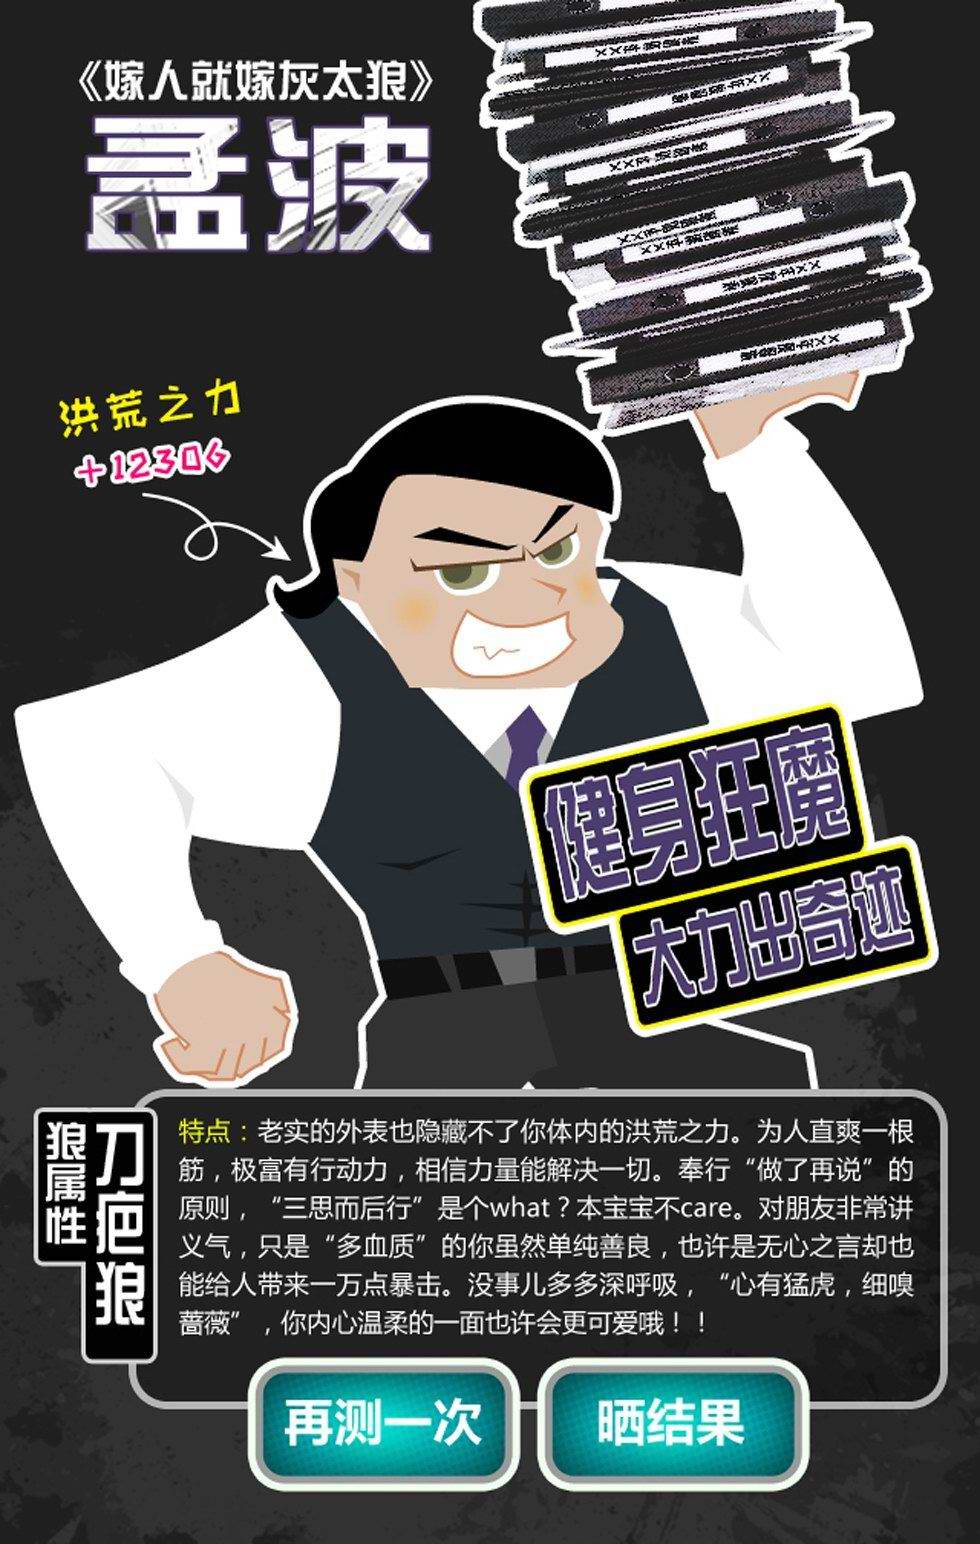 《嫁人就嫁灰太狼》
孟波
洪荒之力
+12306
健身狂魔
大力出奇迹
狼属性
刀疤狼
特点：老实的外表也隐藏不了你体内的洪荒之力。为人直爽一根
筋，极富有行动力，相信力量能解决一切。奉行“做了再说”的
原则，“三思而后行”是个what？本宝宝不care。对朋友非常讲
义气，只是“多血质”的你虽然单纯善良，也许是无心之言却也
能给人带来一万点暴击。没事儿多多深呼吸，“心有猛虎，细嗅
蔷薇”，你内心温柔的一面也许会更可爱哦！！
再测一次
晒结果